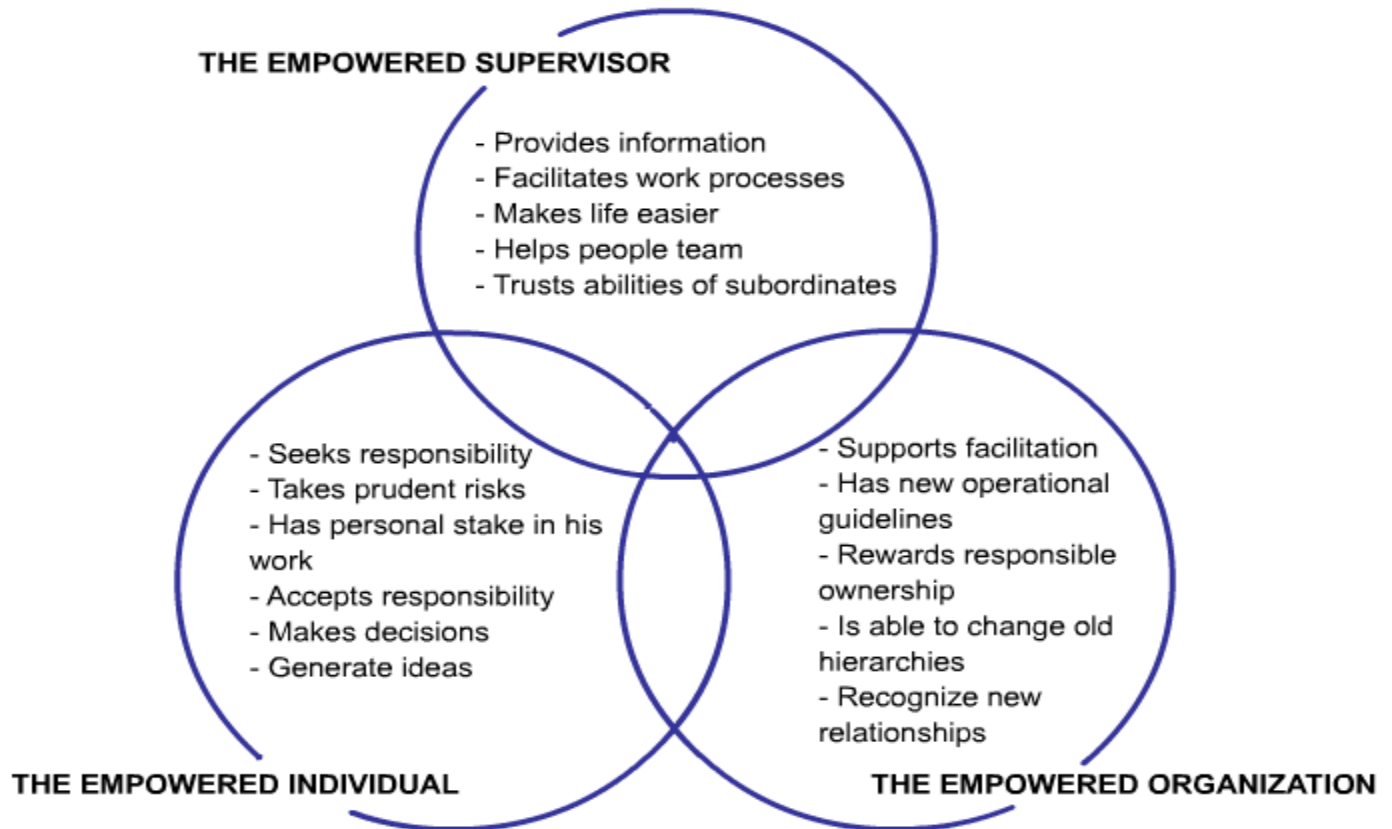 THE EMPOWERED SUPERVISOR
- Provides information
- Facilitates work processes
- Makes life easier
- Helps people team
- Trusts abilities of subordinates
- Seeks responsibility
- Takes prudent risks
- Has personal stake in his
work
- Accepts responsibility
- Makes decisions
- Generate ideas
- Supports facilitation
- Has new operational
guidelines
- Rewards responsible
ownership
- Is able to change old
hierarchies
- Recognize new
relationships
THE EMPOWERED INDIVIDUAL
THE EMPOWERED ORGANIZATION